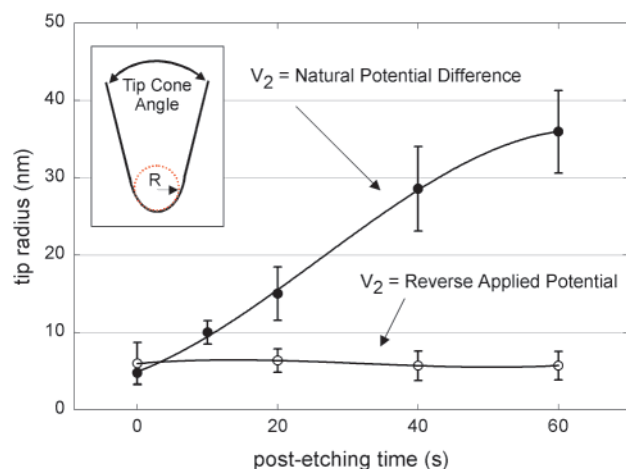 50
40
30
20
10
0
tip radius (nm)
Tip Cone
Angle
R
V2 = Natural Potential Difference
V2 = Reverse Applied Potential
0
20
40
60
post-etching time (s)